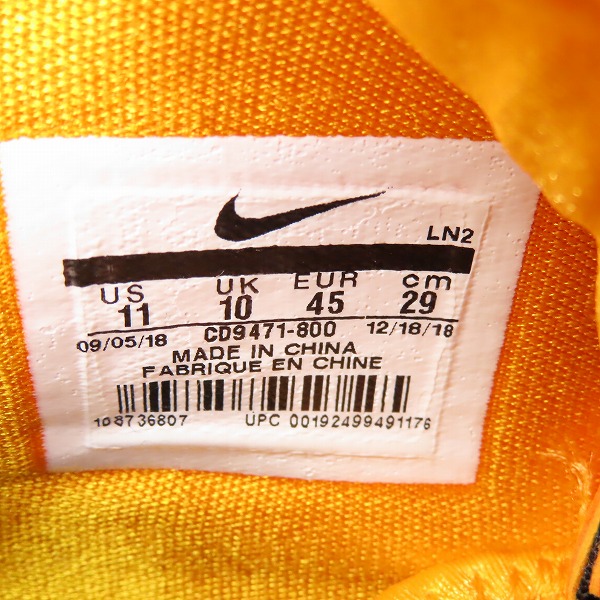 LN2
US UK EUR cm
11 10 45 29
09/05/18 CD9471-800 12/18/18
MADE IN CHINA
FABRIQUE EN CHINE
108736807 UPC 00192499491176